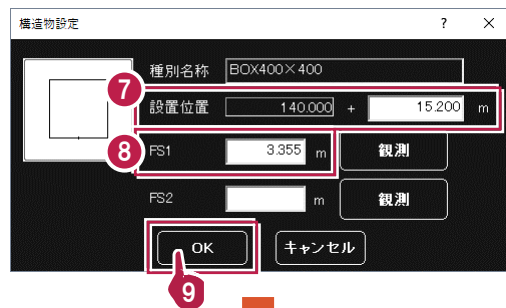 構造物設定 ? ×
種別名称 BOX400×400
7 設置位置 140.000 + 15.200 m
8 FS1 3.355 m 観測
FS2 m 観測
OK キャンセル
9